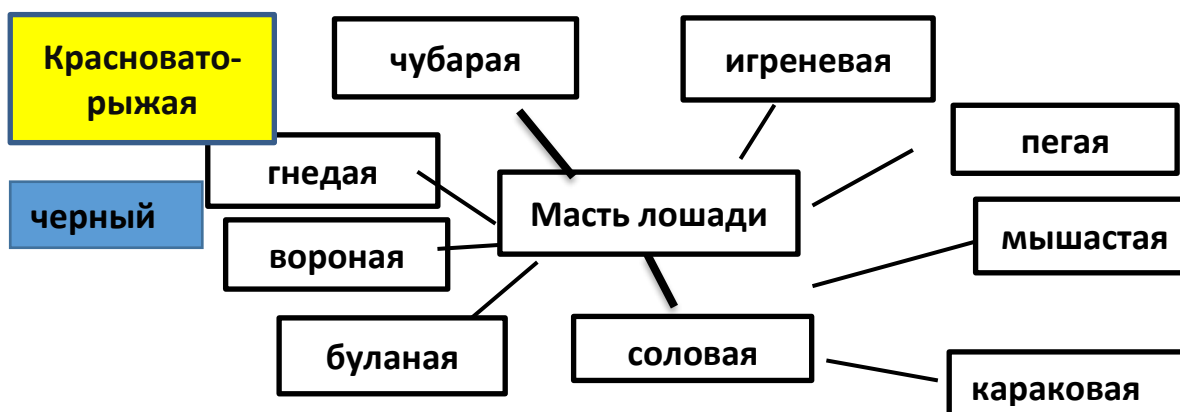 Красновато-
рыжая
чубарая
игреневая
пегая
гнедая
Масть лошади
черный
мышастая
вороная
буланая
соловая
караковая